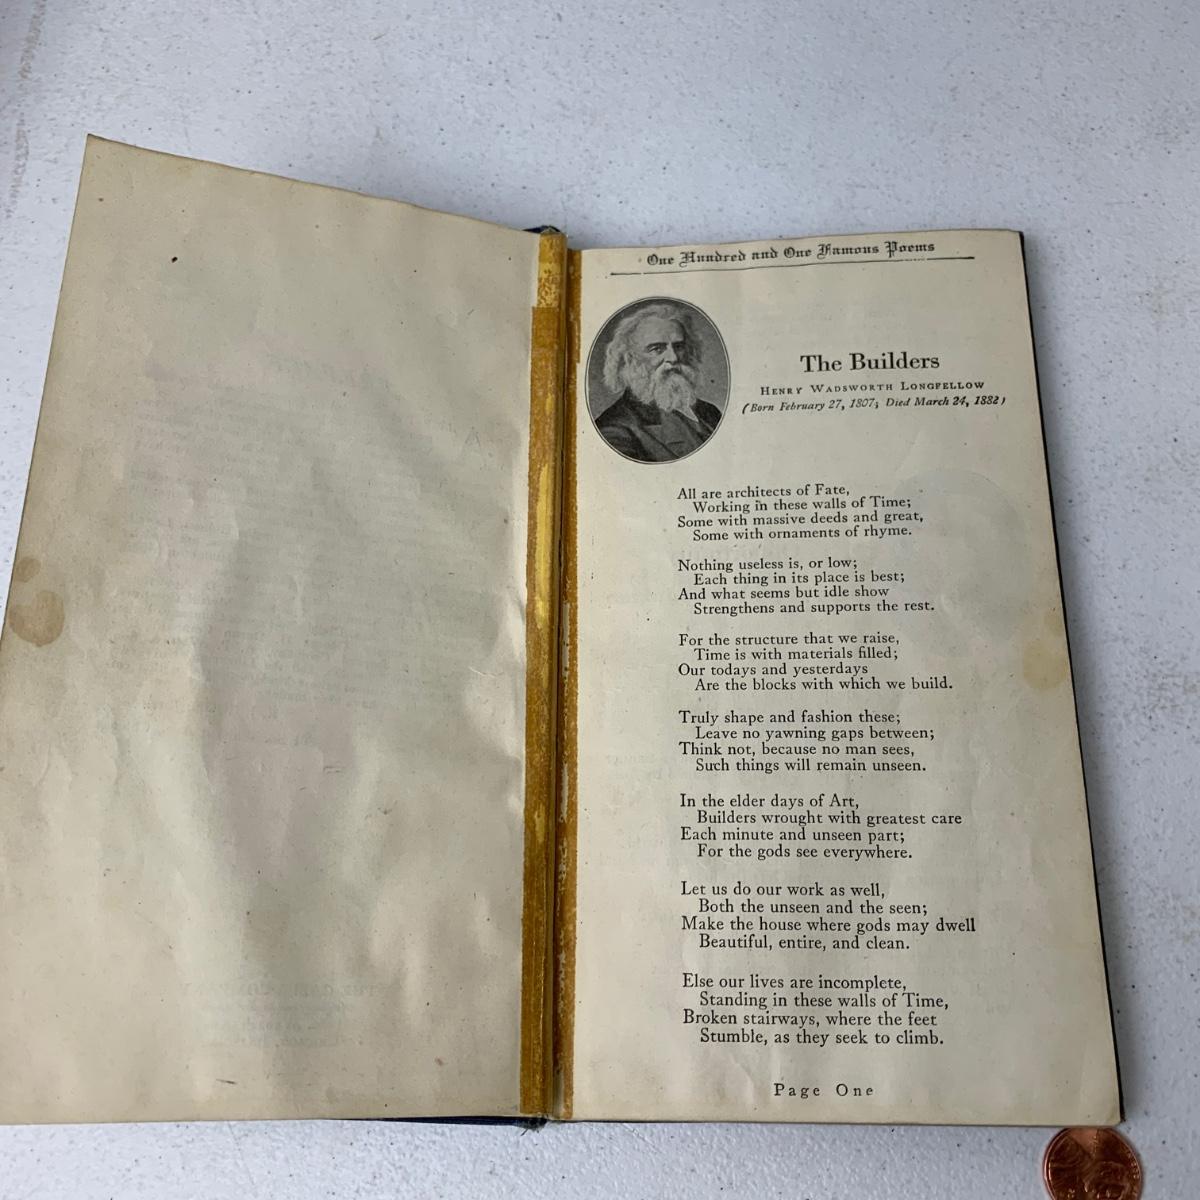 One Hundred and One Famous Poems
The Builders
HENRY WADSWORTH LONGFELLOW
(Born February 27, 1807; Died March 24, 1882)
All are architects of Fate,
Working in these walls of Time;
Some with massive deeds and great,
Some with ornaments of rhyme.
Nothing useless is, or low;
Each thing in its place is best;
And what seems but idle show
Strengthens and supports the rest.
For the structure that we raise,
Time is with materials filled;
Our todays and yesterdays
Are the blocks with which we build.
Truly shape and fashion these;
Leave no yawning gaps between;
Think not, because no man sees,
Such things will remain unseen.
In the elder days of Art,
Builders wrought with greatest care
Each minute and unseen part;
For the gods see everywhere.
Let us do our work as well,
Both the unseen and the seen;
Make the house where gods may dwell
Beautiful, entire, and clean.
Else our lives are incomplete,
Standing in these walls of Time,
Broken stairways, where the feet
Stumble, as they seek to climb.
Page One